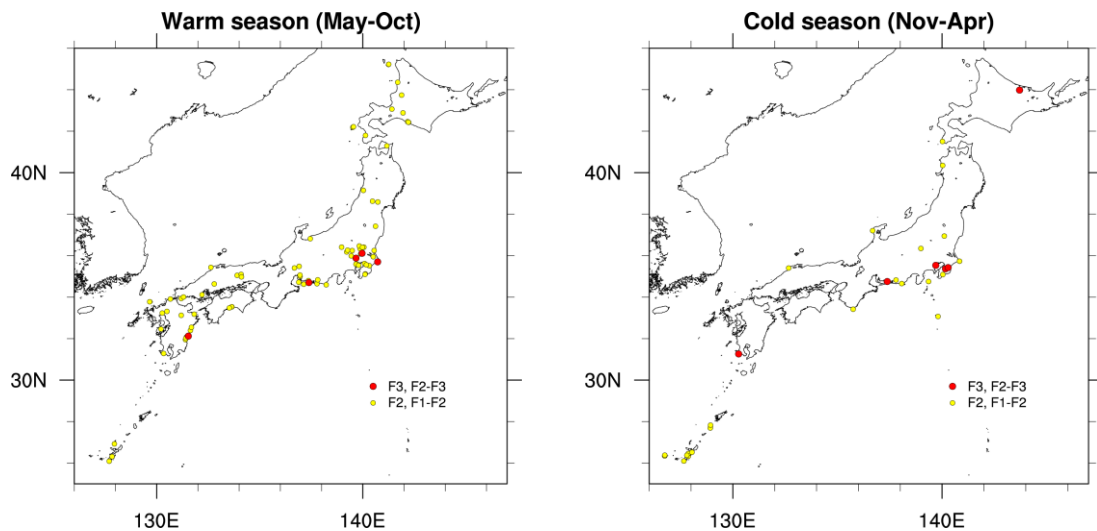 Warm season (May-Oct)
40N
30N
130E
140E
F3, F2-F3
F2, F1-F2
Cold season (Nov-Apr)
40N
30N
130E
140E
F3, F2-F3
F2, F1-F2